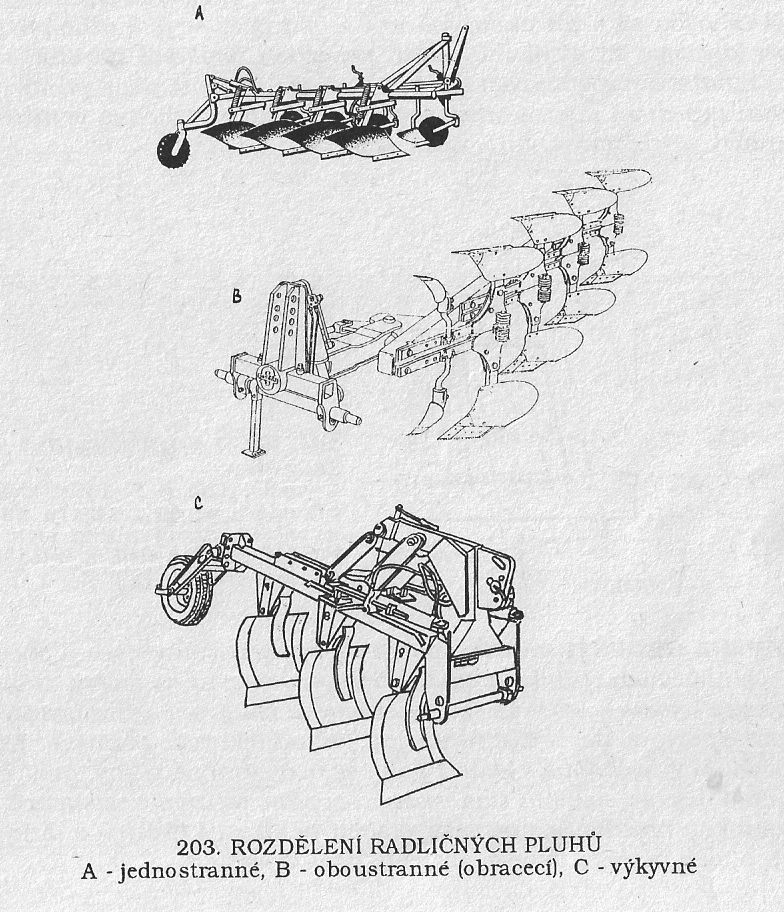 A
B
C
203. ROZDĚLENÍ RADLIČNÝCH PLUHŮ
A - jednostranné, B - oboustranné (obracecí), C - výkyvné